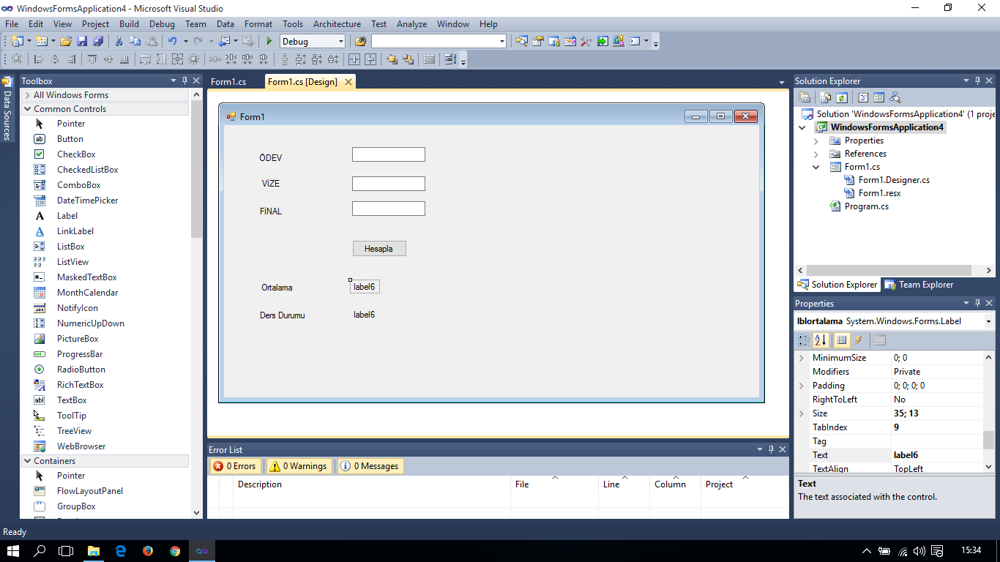 WindowsFormsApplication4 - Microsoft Visual Studio
File Edit View Project Build Debug Team Data Format Tools Architecture Test Analyze Window Help
Debug
Data Sources
Toolbox
All Windows Forms
Common Controls
Pointer
Button
CheckBox
CheckedListBox
ComboBox
DateTimePicker
Label
LinkLabel
ListBox
ListView
MaskedTextBox
MonthCalendar
NotifyIcon
NumericUpDown
PictureBox
ProgressBar
RadioButton
RichTextBox
TextBox
ToolTip
TreeView
WebBrowser
Containers
Pointer
FlowLayoutPanel
GroupBox
Form1.cs Form1.cs [Design]
Form1
ÖDEV
VİZE
FİNAL
Hesapla
Ortalama label6
Ders Durumu label6
Error List
0 Errors 0 Warnings 0 Messages
Description File Line Column Project
Solution Explorer
Solution 'WindowsFormsApplication4' (1 proje
WindowsFormsApplication4
Properties
References
Form1.cs
Form1.Designer.cs
Form1.resx
Program.cs
Solution Explorer Team Explorer
Properties
lblortalama System.Windows.Forms.Label
MinimumSize 0; 0
Modifiers Private
Padding 0; 0; 0; 0
RightToLeft No
Size 35; 13
TabIndex 9
Tag
Text label6
TextAlign TopLeft
Text
The text associated with the control.
Ready
15:34